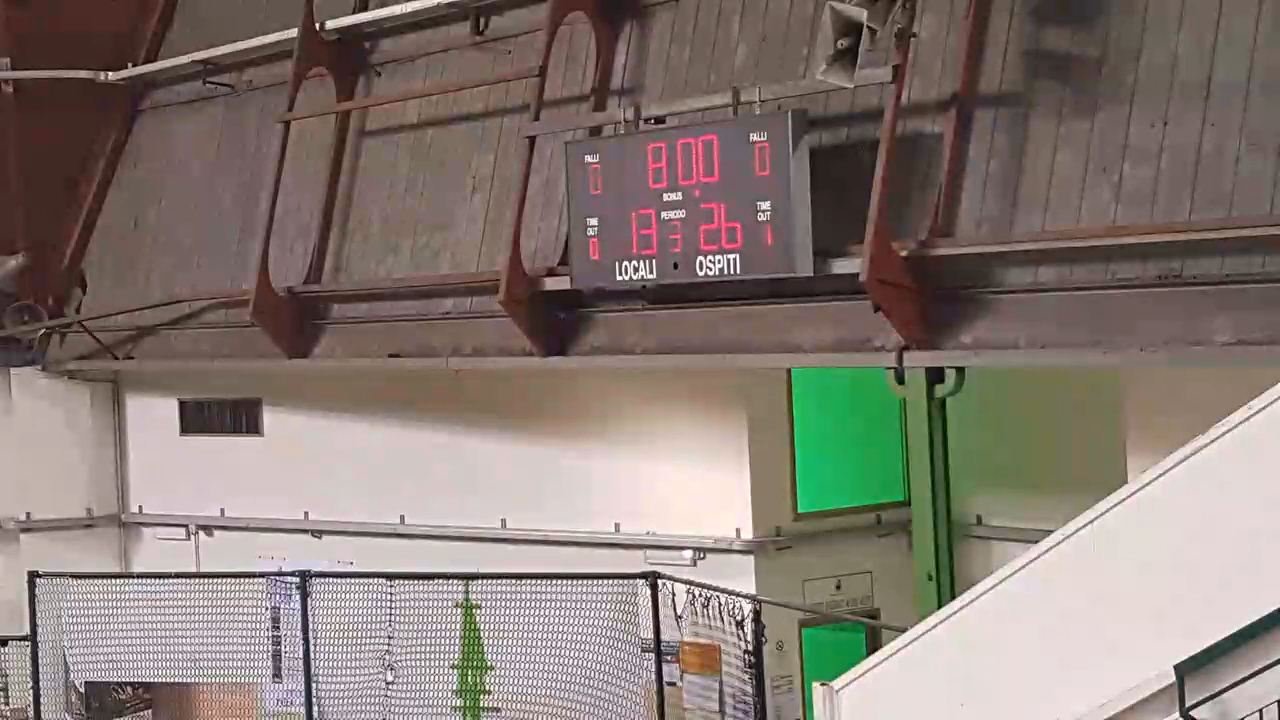 FALLI 8 00 FALLI
0 0
BONUS
TIME OUT 13 PERIODO 26 TIME OUT
0 3 1
LOCALI OSPITI